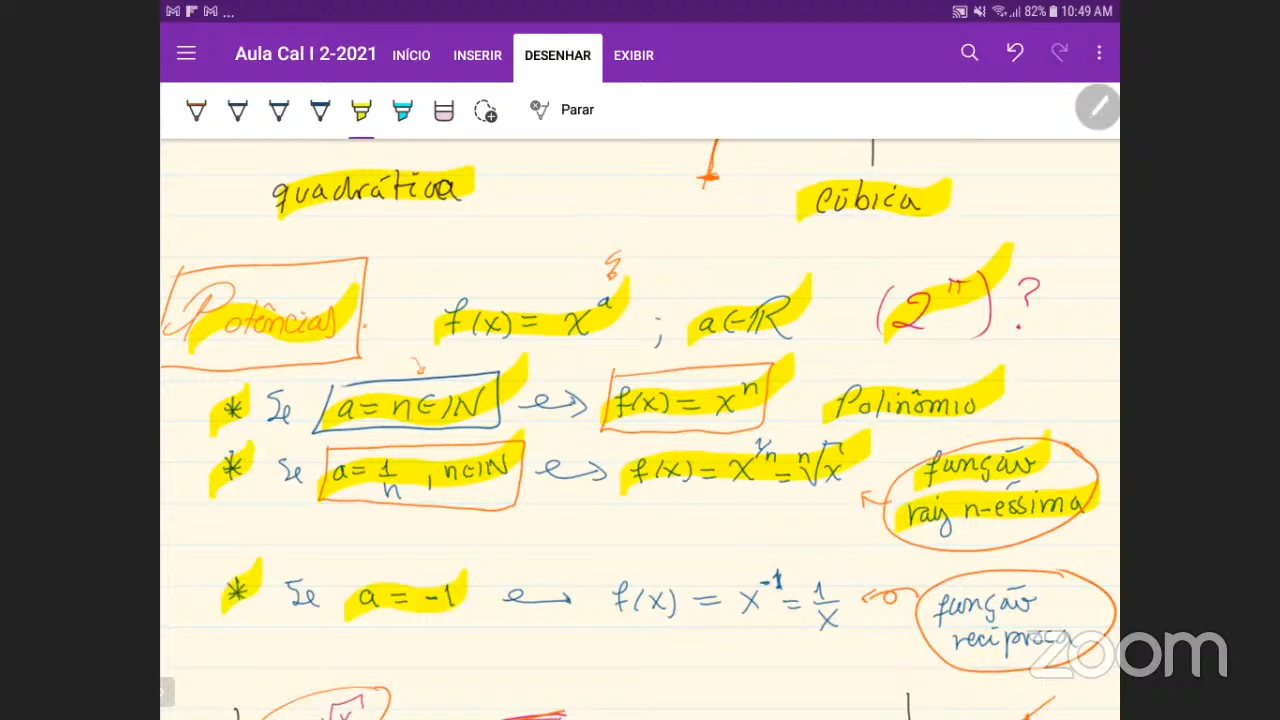 82% 10:49 AM
Aula Cal I 2-2021 INÍCIO INSERIR DESENHAR EXIBIR
Parar
quadrática cúbica
Potências. f(x) = x^a ; a ∈ ℝ (2^π) ?
* Se a = n ∈ ℕ f(x) = x^n Polinômio
* Se a = 1/n , n ∈ ℕ f(x) = x^{1/n} = ⁿ√x função
raiz n-éssima
* Se a = -1 f(x) = x^{-1} = 1/x função
recíproca
zoom